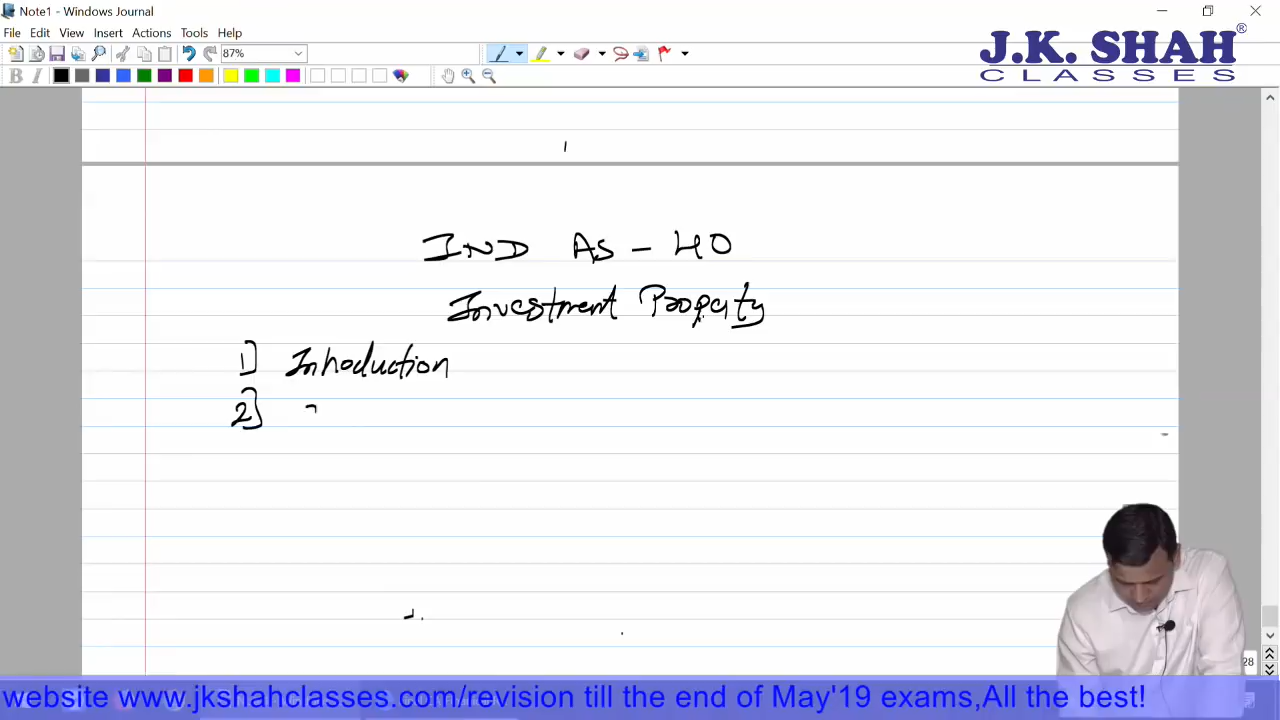 Note1 - Windows Journal
File Edit View Insert Actions Tools Help
87%
B I
J.K. SHAH®
CLASSES
IND AS - 40
Investment Property
1] Introduction
2]
28
website www.jkshahclasses.com/revision till the end of May'19 exams,All the best!